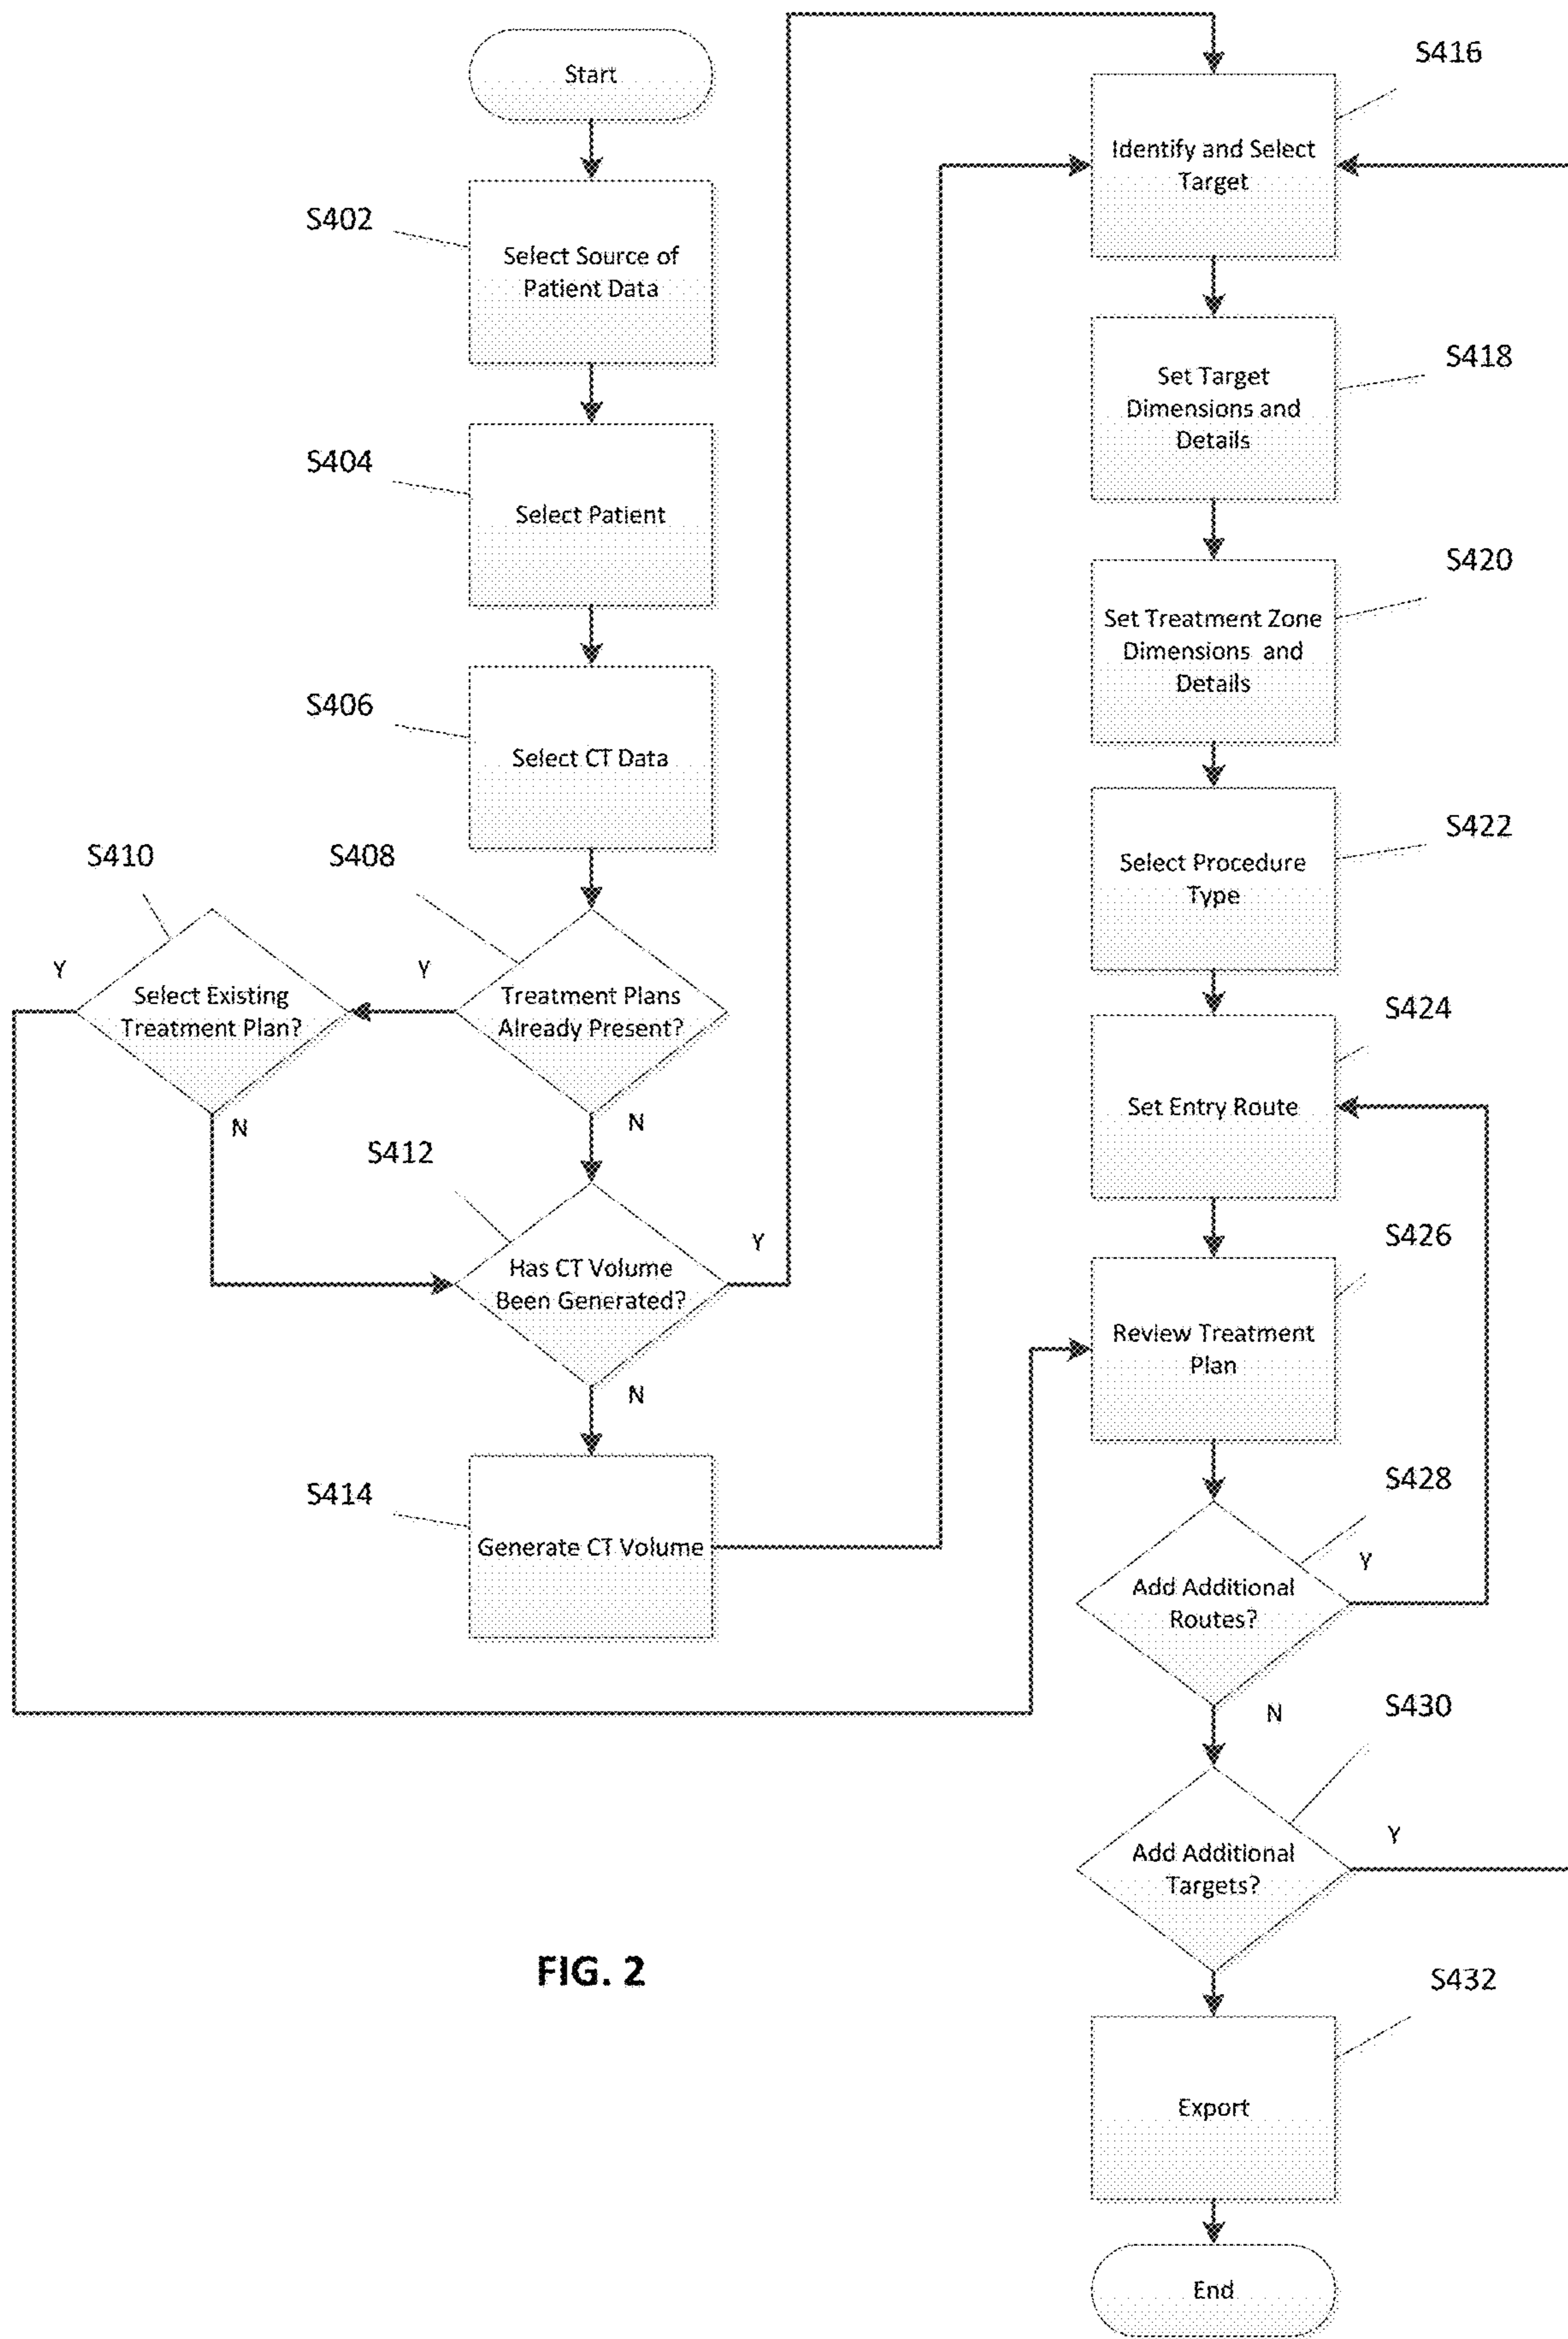 Start
S402
Select Source of
Patient Data
S404
Select Patient
S406
Select CT Data
S410
S408
Y
Y
Select Existing
Treatment Plan?
Treatment Plans
Already Present?
N
N
S412
Has CT Volume
Been Generated?
Y
N
S414
Generate CT Volume
S416
Identify and Select
Target
S418
Set Target
Dimensions and
Details
S420
Set Treatment Zone
Dimensions and
Details
S422
Select Procedure
Type
S424
Set Entry Route
S426
Review Treatment
Plan
S428
Add Additional
Routes?
Y
N
S430
Add Additional
Targets?
Y
S432
Export
End
FIG. 2